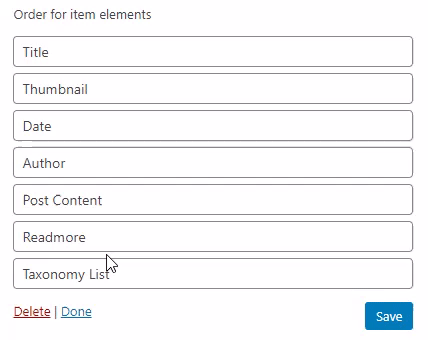 Order for item elements
Title
Thumbnail
Date
Author
Post Content
Readmore
Taxonomy List
Delete | Done
Save